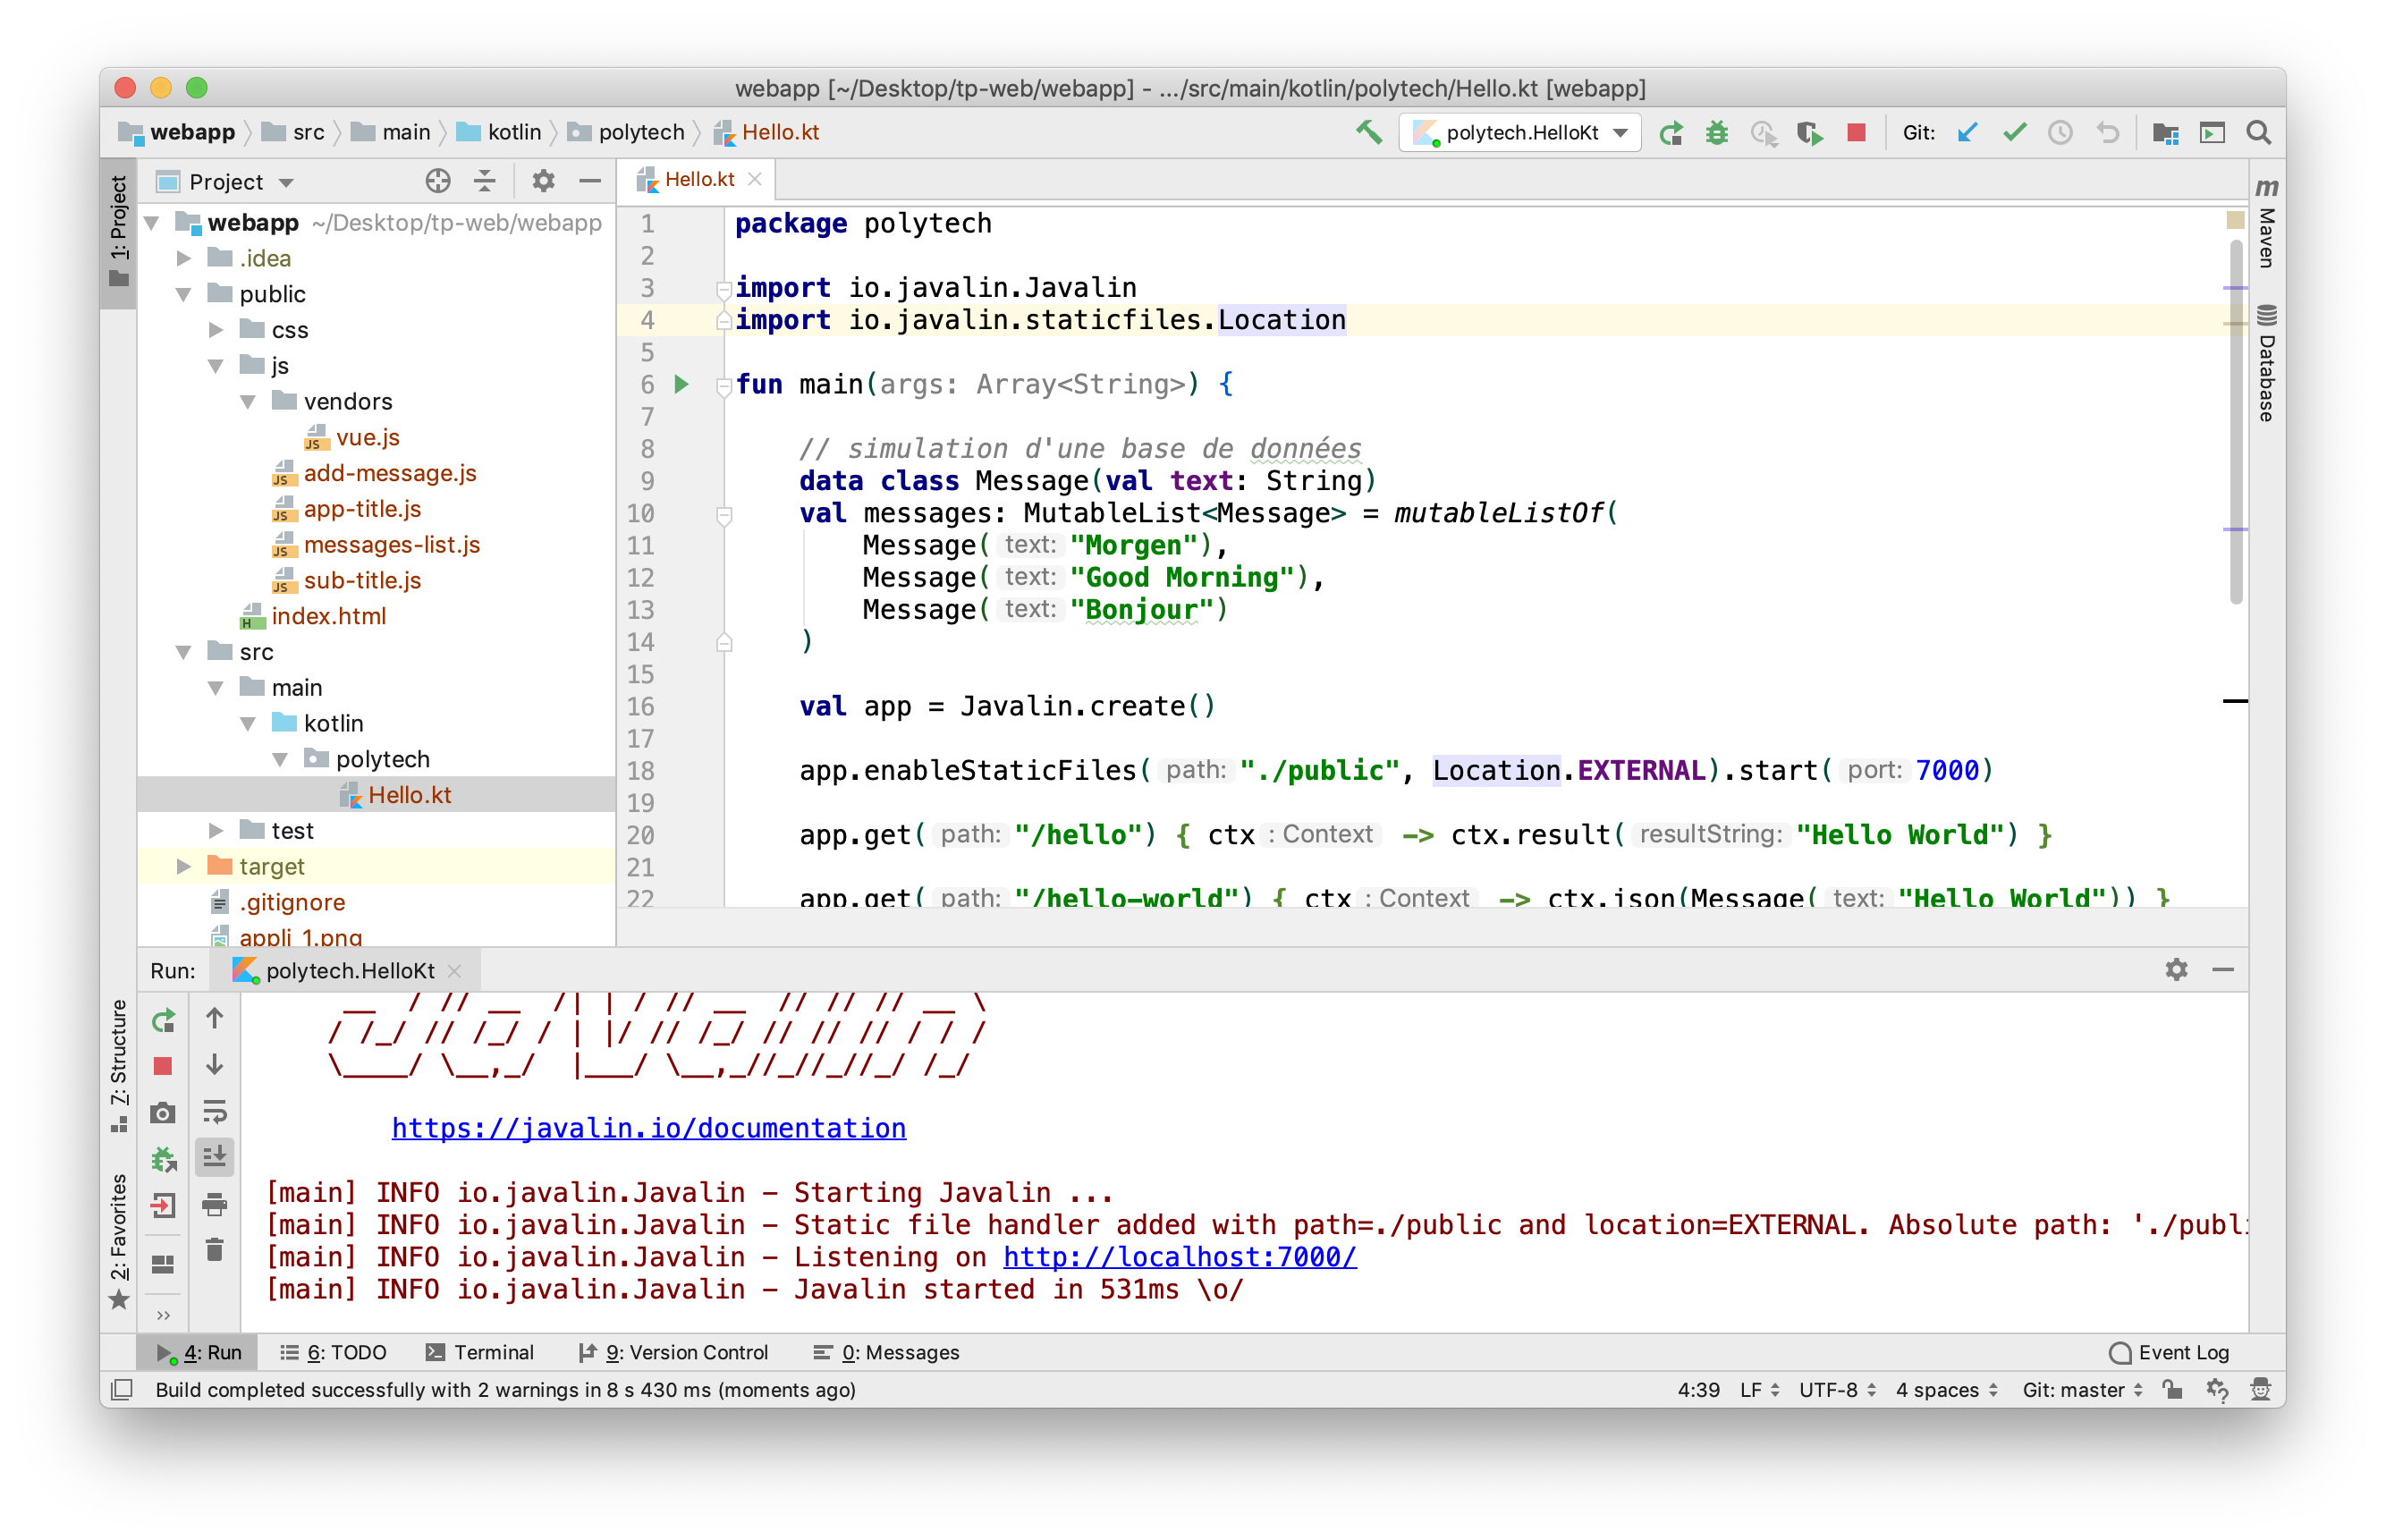 webapp [~/Desktop/tp-web/webapp] - .../src/main/kotlin/polytech/Hello.kt [webapp]
webapp src main kotlin polytech Hello.kt
polytech.HelloKt Git:
1: Project
Project
webapp ~/Desktop/tp-web/webapp
.idea
public
css
js
vendors
vue.js
add-message.js
app-title.js
messages-list.js
sub-title.js
index.html
src
main
kotlin
polytech
Hello.kt
test
target
.gitignore
appli_1.png
Hello.kt
1 package polytech
2
3 import io.javalin.Javalin
4 import io.javalin.staticfiles.Location
5
6 fun main(args: Array<String>) {
7
8 // simulation d'une base de données
9 data class Message(val text: String)
10 val messages: MutableList<Message> = mutableListOf(
11 Message( text: "Morgen"),
12 Message( text: "Good Morning"),
13 Message( text: "Bonjour")
14 )
15
16 val app = Javalin.create()
17
18 app.enableStaticFiles( path: "./public", Location.EXTERNAL).start( port: 7000)
19
20 app.get( path: "/hello") { ctx : Context -> ctx.result( resultString: "Hello World") }
21
22 app.get( path: "/hello-world") { ctx : Context -> ctx.json(Message( text: "Hello World")) }
m Maven
Database
Run: polytech.HelloKt
7: Structure
2: Favorites
__  / // __  /| | / // __  // // // __ \
/ /_/ // /_/ / | |/ // /_/ // // // / / /
\____/ \__,_/  |___/ \__,_//_//_//_/ /_/
https://javalin.io/documentation
[main] INFO io.javalin.Javalin - Starting Javalin ...
[main] INFO io.javalin.Javalin - Static file handler added with path=./public and location=EXTERNAL. Absolute path: './publi
[main] INFO io.javalin.Javalin - Listening on http://localhost:7000/
[main] INFO io.javalin.Javalin - Javalin started in 531ms \o/
4: Run 6: TODO Terminal 9: Version Control 0: Messages Event Log
Build completed successfully with 2 warnings in 8 s 430 ms (moments ago) 4:39 LF UTF-8 4 spaces Git: master